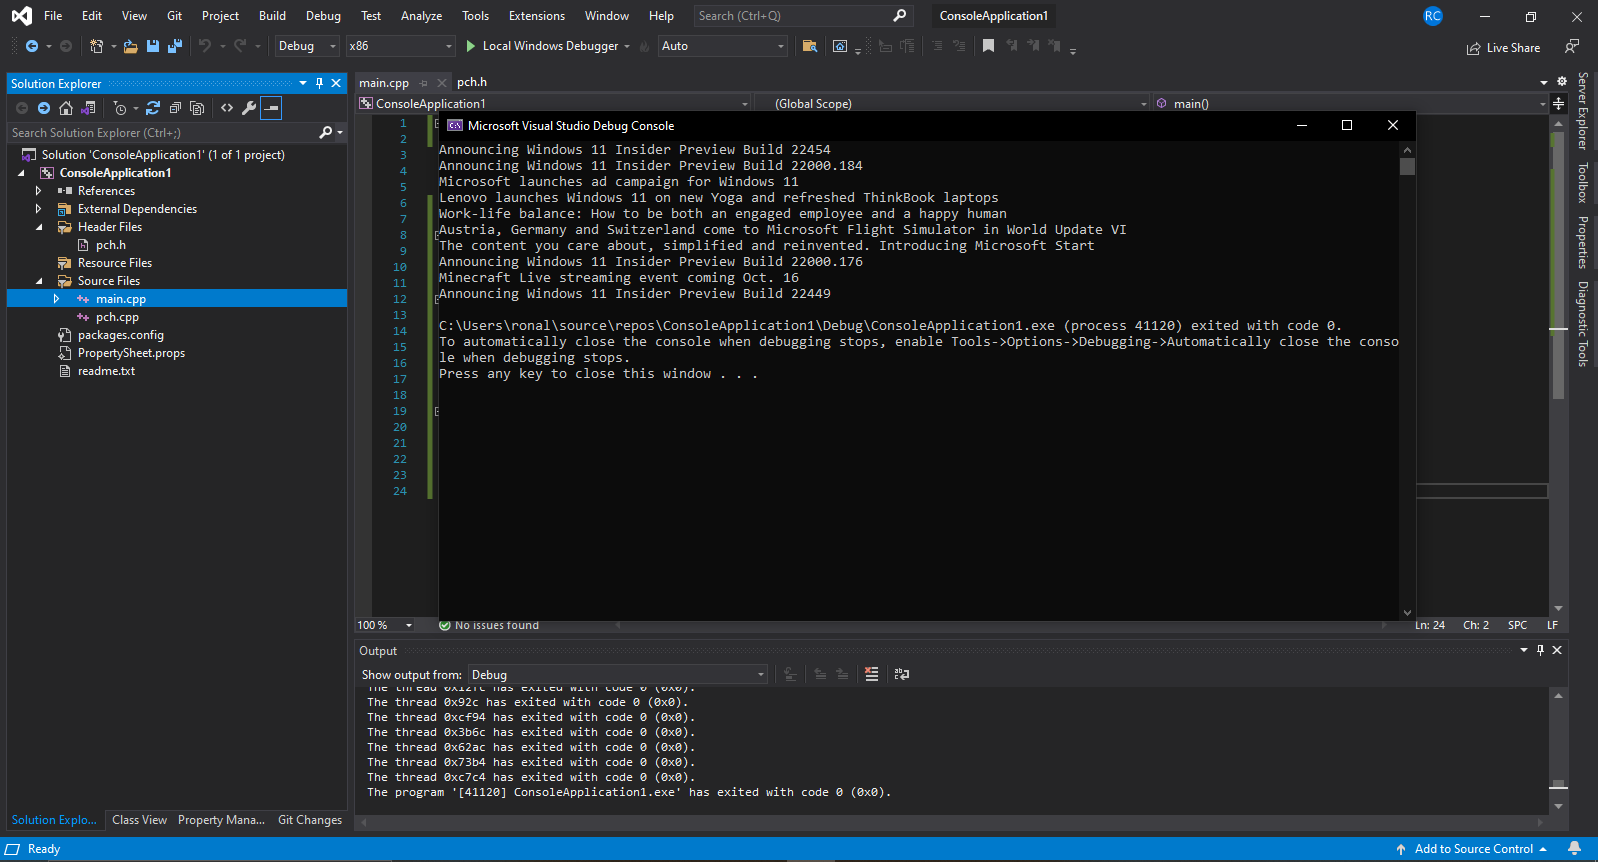 File Edit View Git Project Build Debug Test Analyze Tools Extensions Window Help Search (Ctrl+Q) ConsoleApplication1 RC
Debug x86 Local Windows Debugger Auto Live Share
Solution Explorer
Search Solution Explorer (Ctrl+;)
Solution 'ConsoleApplication1' (1 of 1 project)
ConsoleApplication1
References
External Dependencies
Header Files
pch.h
Resource Files
Source Files
main.cpp
pch.cpp
packages.config
PropertySheet.props
readme.txt
Solution Explo... Class View Property Mana... Git Changes
main.cpp pch.h
ConsoleApplication1 (Global Scope) main()
1
2
3
4
5
6
7
8
9
10
11
12
13
14
15
16
17
18
19
20
21
22
23
24
Microsoft Visual Studio Debug Console
Announcing Windows 11 Insider Preview Build 22454
Announcing Windows 11 Insider Preview Build 22000.184
Microsoft launches ad campaign for Windows 11
Lenovo launches Windows 11 on new Yoga and refreshed ThinkBook laptops
Work-life balance: How to be both an engaged employee and a happy human
Austria, Germany and Switzerland come to Microsoft Flight Simulator in World Update VI
The content you care about, simplified and reinvented. Introducing Microsoft Start
Announcing Windows 11 Insider Preview Build 22000.176
Minecraft Live streaming event coming Oct. 16
Announcing Windows 11 Insider Preview Build 22449
C:\Users\ronal\source\repos\ConsoleApplication1\Debug\ConsoleApplication1.exe (process 41120) exited with code 0.
To automatically close the console when debugging stops, enable Tools->Options->Debugging->Automatically close the conso
le when debugging stops.
Press any key to close this window . . .
100 % No issues found Ln: 24 Ch: 2 SPC LF
Output
Show output from: Debug
The thread 0x12fc has exited with code 0 (0x0).
The thread 0x92c has exited with code 0 (0x0).
The thread 0xcf94 has exited with code 0 (0x0).
The thread 0x3b6c has exited with code 0 (0x0).
The thread 0x62ac has exited with code 0 (0x0).
The thread 0x73b4 has exited with code 0 (0x0).
The thread 0xc7c4 has exited with code 0 (0x0).
The program '[41120] ConsoleApplication1.exe' has exited with code 0 (0x0).
Server Explorer
Toolbox
Properties
Diagnostic Tools
Ready Add to Source Control